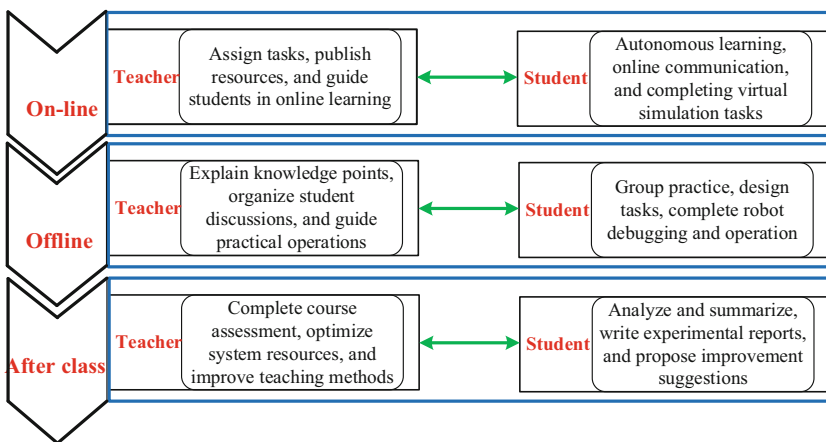 On-line
Teacher
Assign tasks, publish
resources, and guide
students in online learning
Student
Autonomous learning,
online communication,
and completing virtual
simulation tasks
Offline
Teacher
Explain knowledge points,
organize student
discussions, and guide
practical operations
Student
Group practice, design
tasks, complete robot
debugging and operation
After class
Teacher
Complete course
assessment, optimize
system resources, and
improve teaching methods
Student
Analyze and summarize,
write experimental reports,
and propose improvement
suggestions